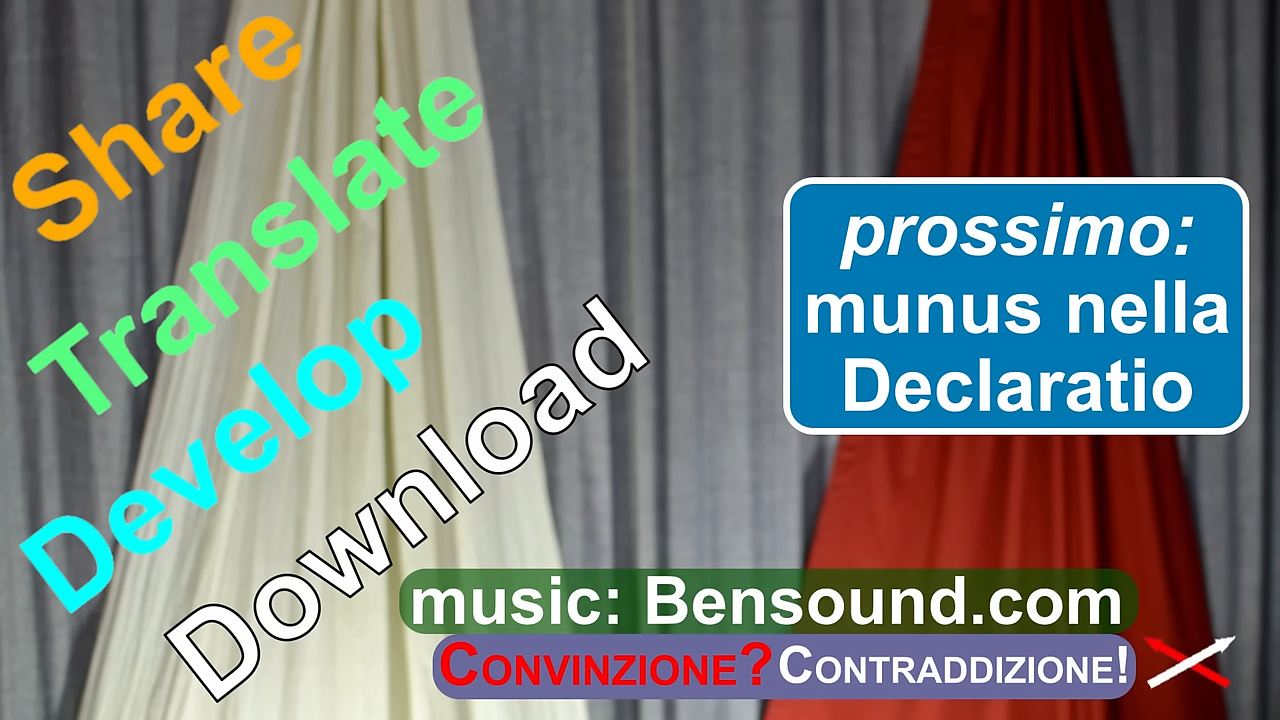 Share
Translate
Develop
Download
prossimo:
munus nella
Declaratio
music: Bensound.com
CONVINZIONE? CONTRADDIZIONE!